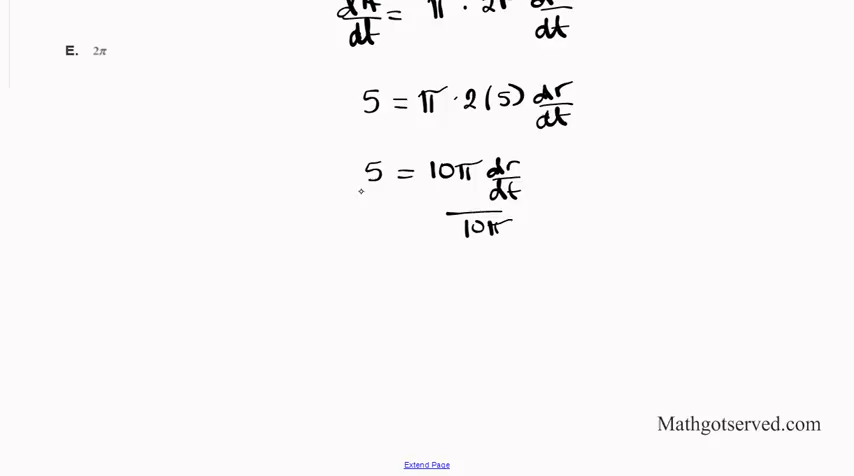 dA/dt = π · 2r dr/dt
E. 2π
5 = π · 2(5) dr/dt
5 = 10π dr/dt
10π
Mathgotserved.com
Extend Page